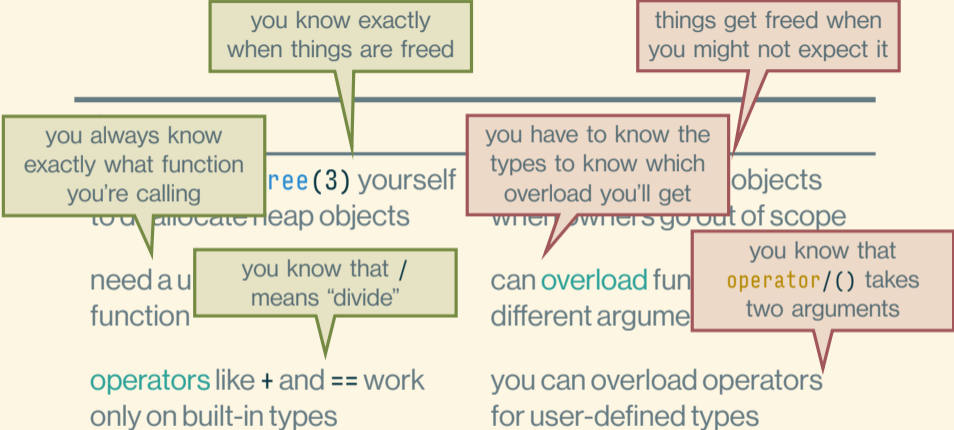 you know exactly
when things are freed
things get freed when
you might not expect it
you always know
exactly what function
you're calling
you have to know the
types to know which
overload you'll get
ree(3) yourself
objects
heap objects
when owners go out of scope
you know that /
means “divide”
you know that
operator/() takes
two arguments
need a
function
can overload
different
operators like + and == work
only on built-in types
you can overload operators
for user-defined types